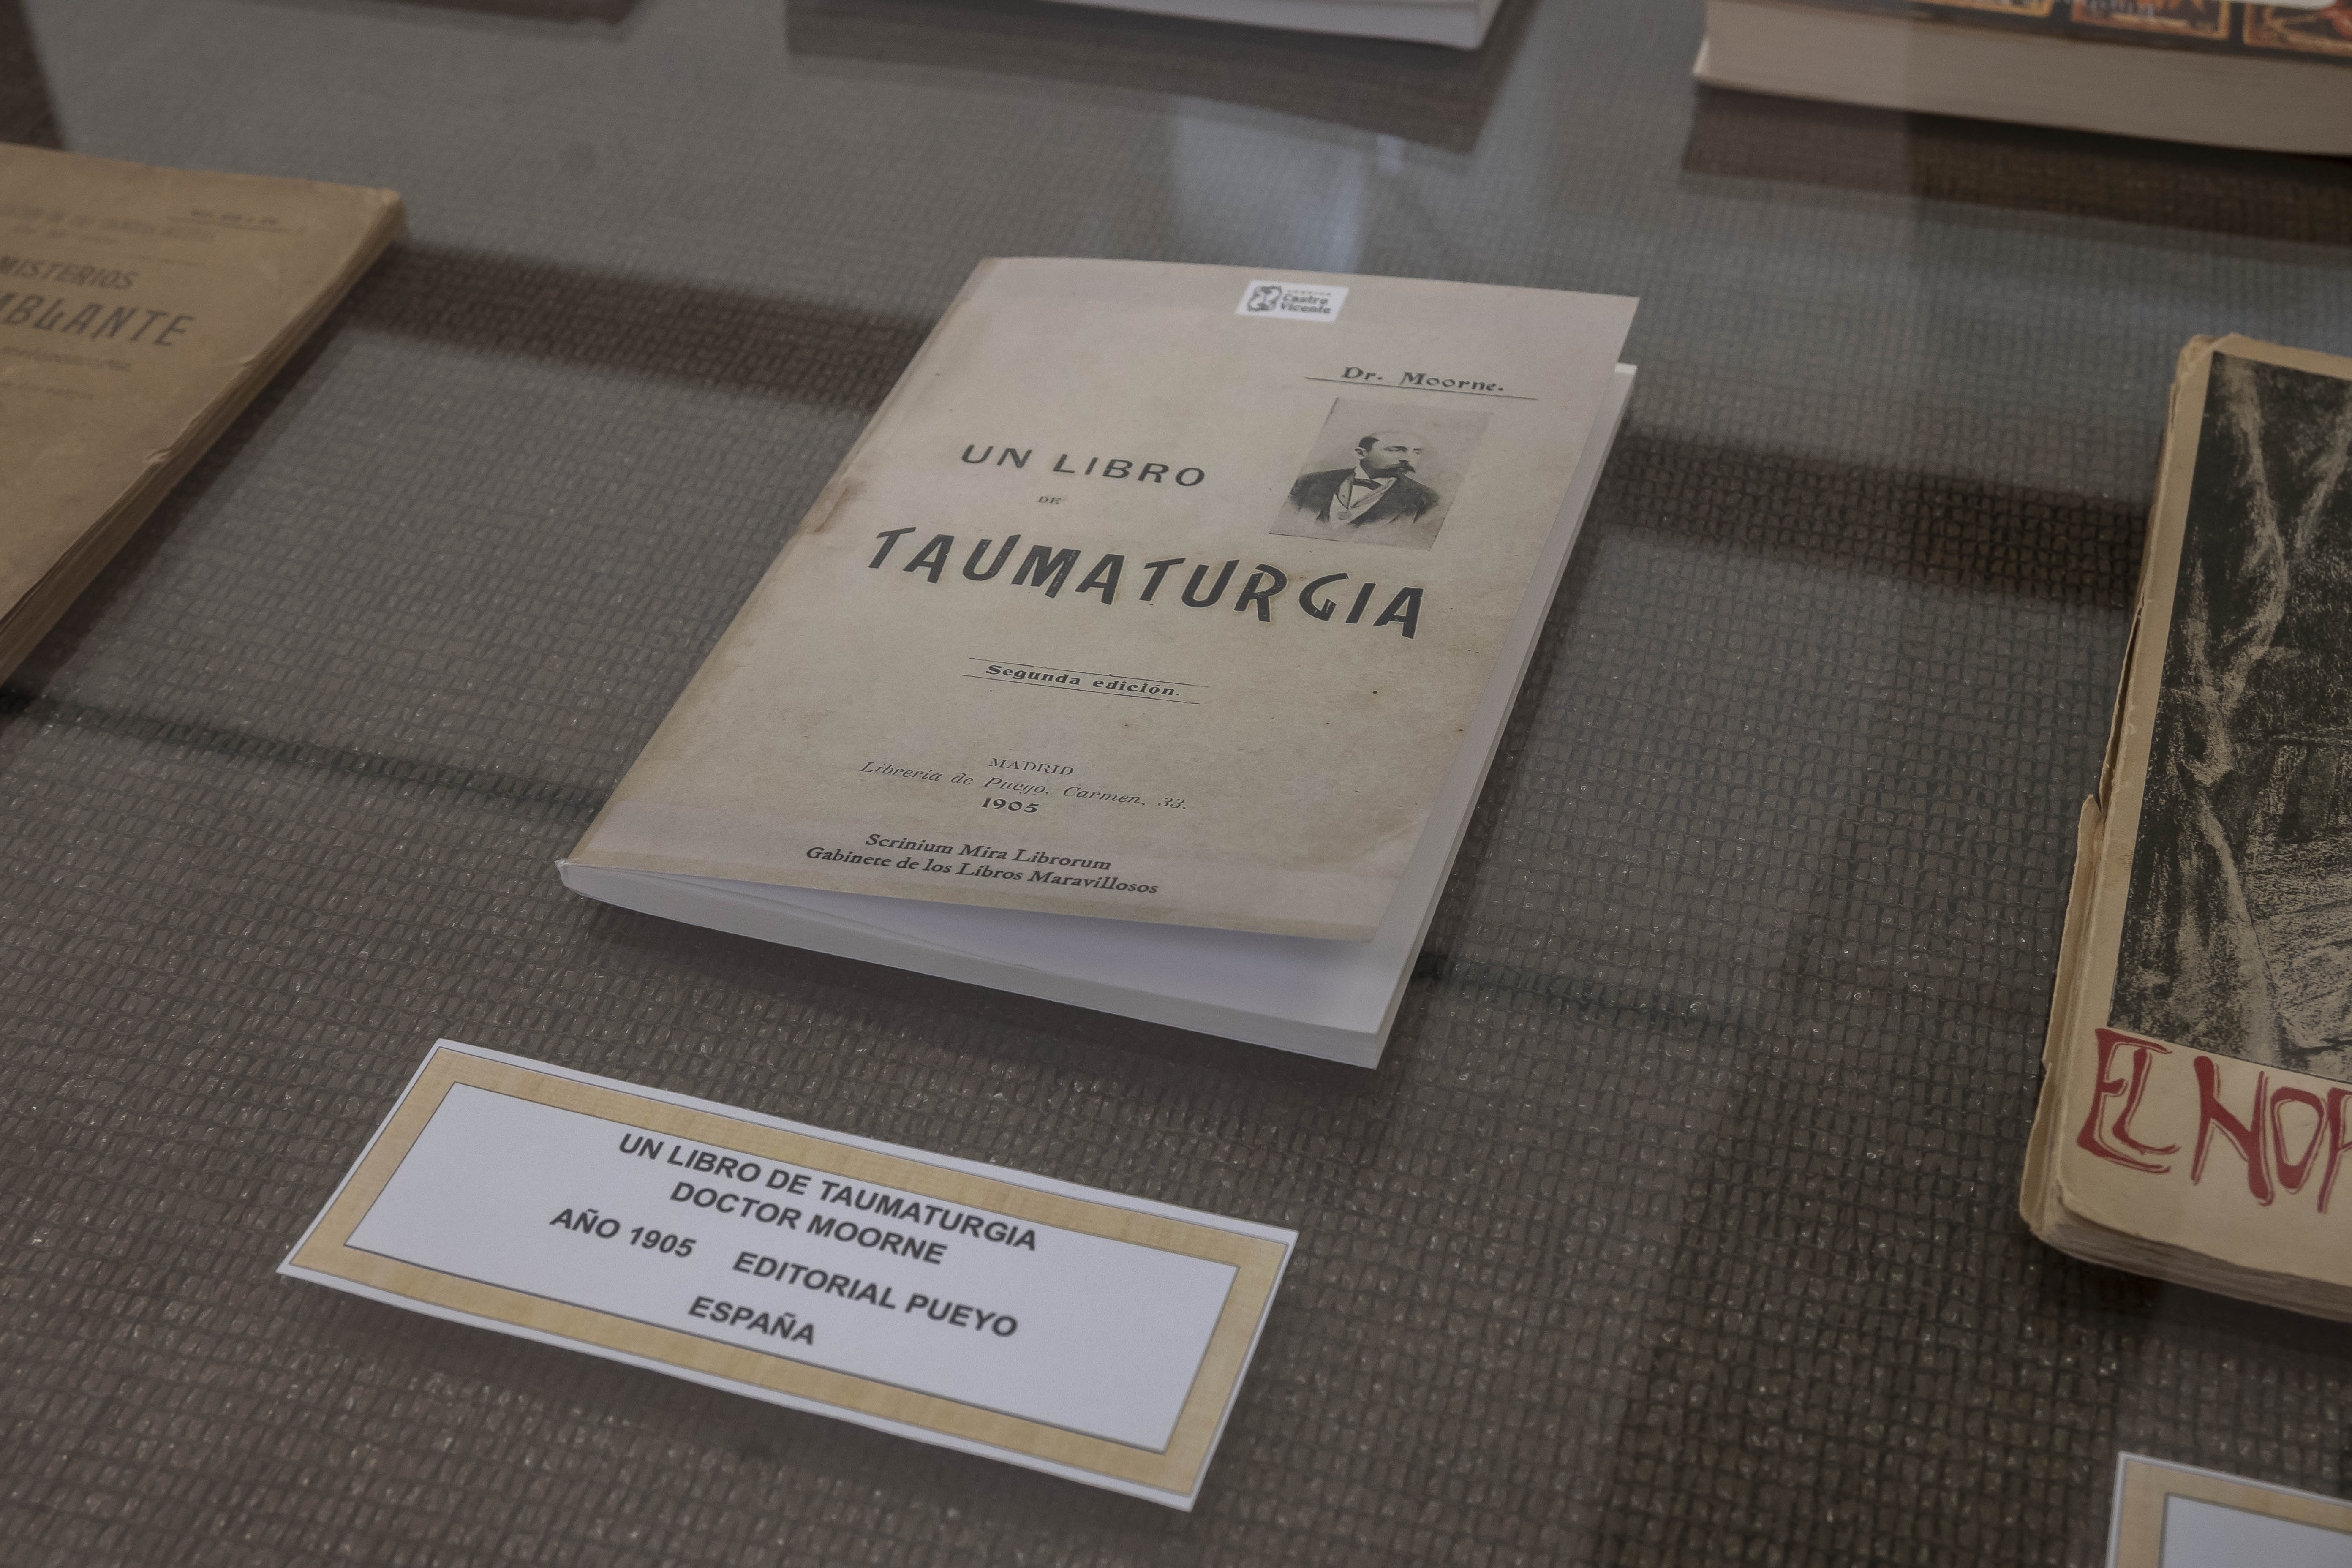 MISTERIOS
Castro
Vicente
Dr. Moorne.
UN LIBRO
DE
TAUMATURGIA
Segunda edición.
MADRID
Librería de Pueyo, Carmen, 33.
1905
Scrinium Mira Librorum
Gabinete de los Libros Maravillosos
UN LIBRO DE TAUMATURGIA
DOCTOR MOORNE
AÑO 1905 EDITORIAL PUEYO
ESPAÑA
EL